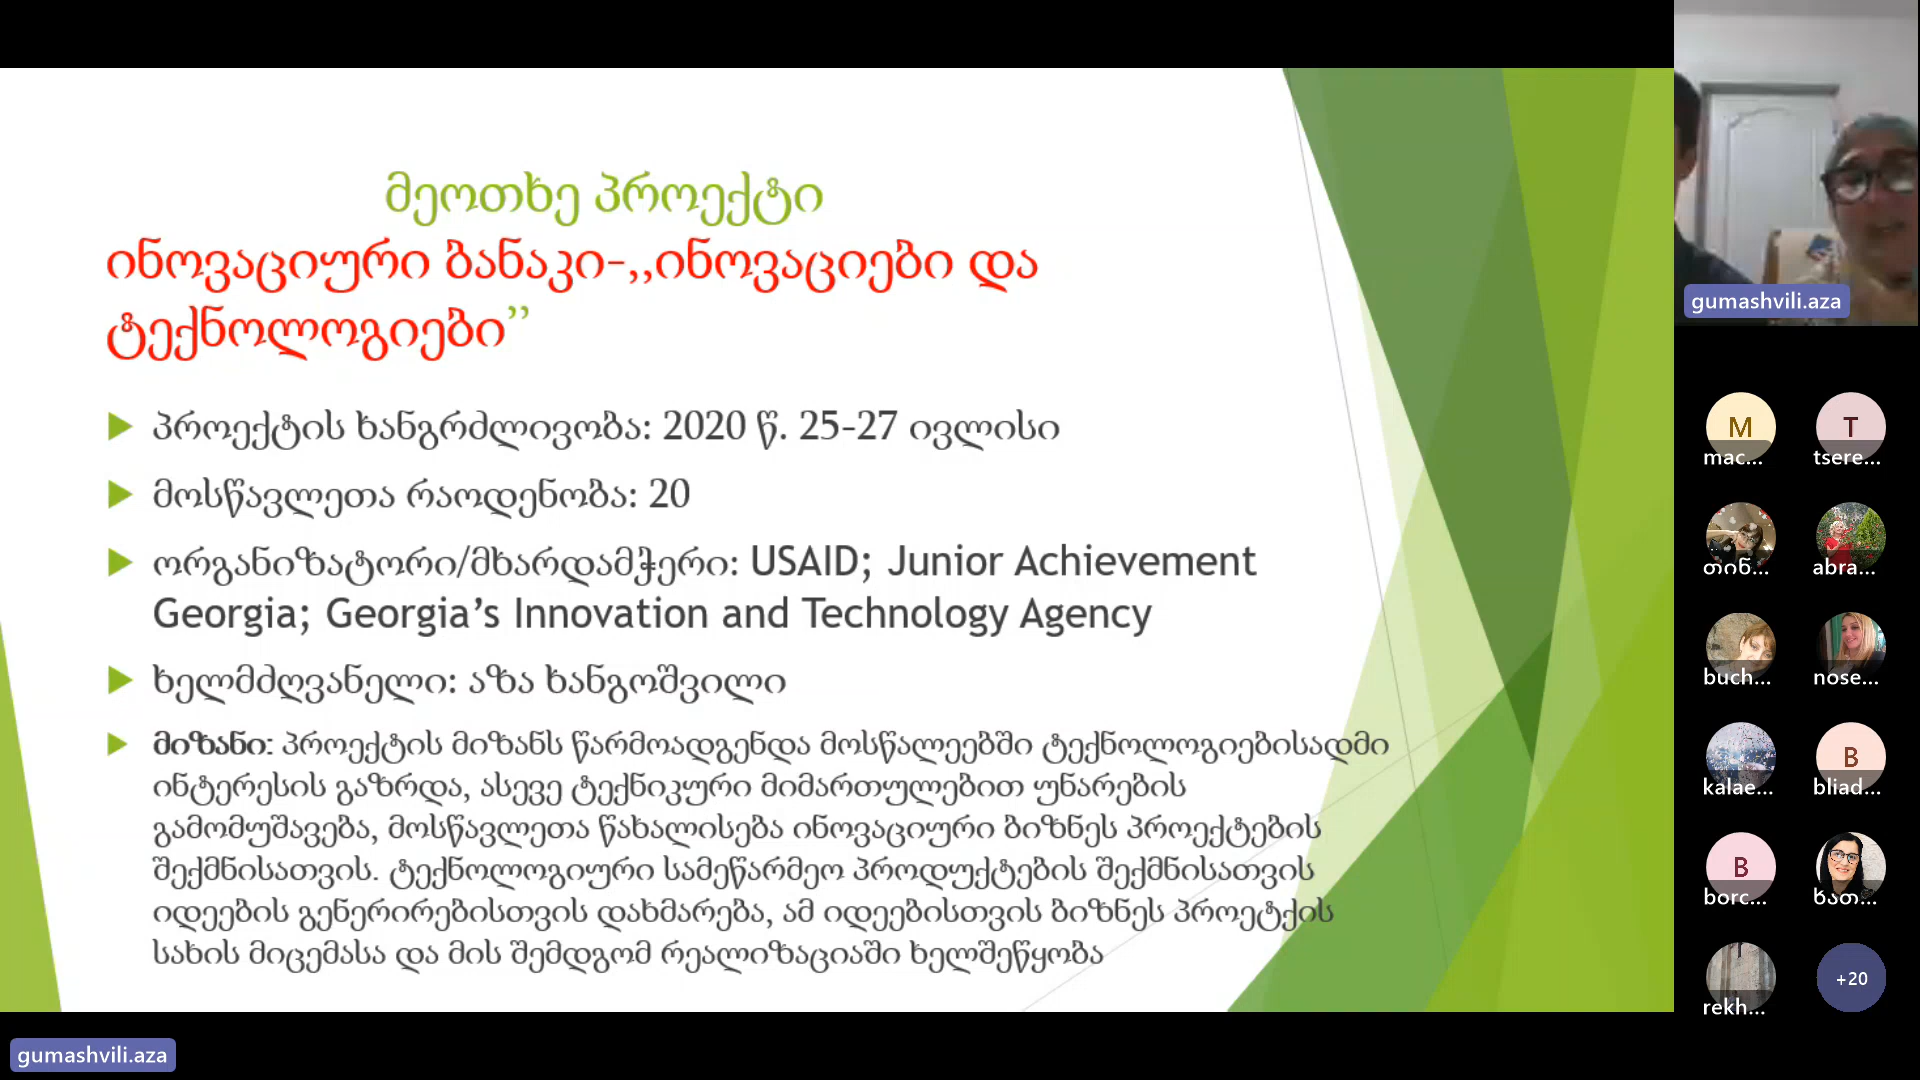 მეოთხე პროექტი
ინოვაციური ბანაკი-,,ინოვაციები და
ტექნოლოგიები’’
პროექტის ხანგრძლივობა: 2020 წ. 25-27 ივლისი
მოსწავლეთა რაოდენობა: 20
ორგანიზატორი/მხარდამჭერი: USAID; Junior Achievement
Georgia; Georgia’s Innovation and Technology Agency
ხელმძღვანელი: აზა ხანგოშვილი
მიზანი: პროექტის მიზანს წარმოადგენდა მოსწალეებში ტექნოლოგიებისადმი
ინტერესის გაზრდა, ასევე ტექნიკური მიმართულებით უნარების
გამომუშავება, მოსწავლეთა წახალისება ინოვაციური ბიზნეს პროექტების
შექმნისათვის. ტექნოლოგიური სამეწარმეო პროდუქტების შექმნისათვის
იდეების გენერირებისთვის დახმარება, ამ იდეებისთვის ბიზნეს პროეტქის
სახის მიცემასა და მის შემდგომ რეალიზაციაში ხელშეწყობა
gumashvili.aza
gumashvili.aza
M
mac...
T
tsere...
თინ...
abra...
buch...
nose...
kalae...
B
bliad...
B
borc...
ხათ...
rekh...
+20